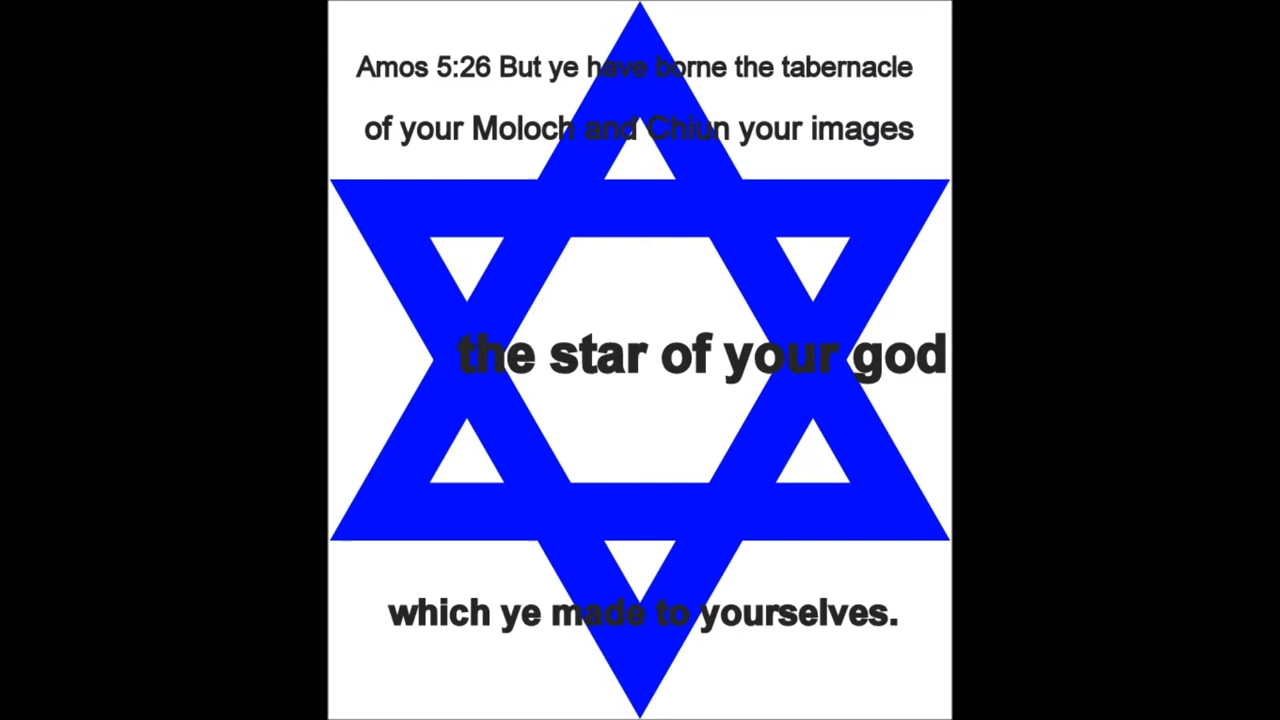 Amos 5:26 But ye have borne the tabernacle
of your Moloch and Chiun your images
the star of your god
which ye made to yourselves.